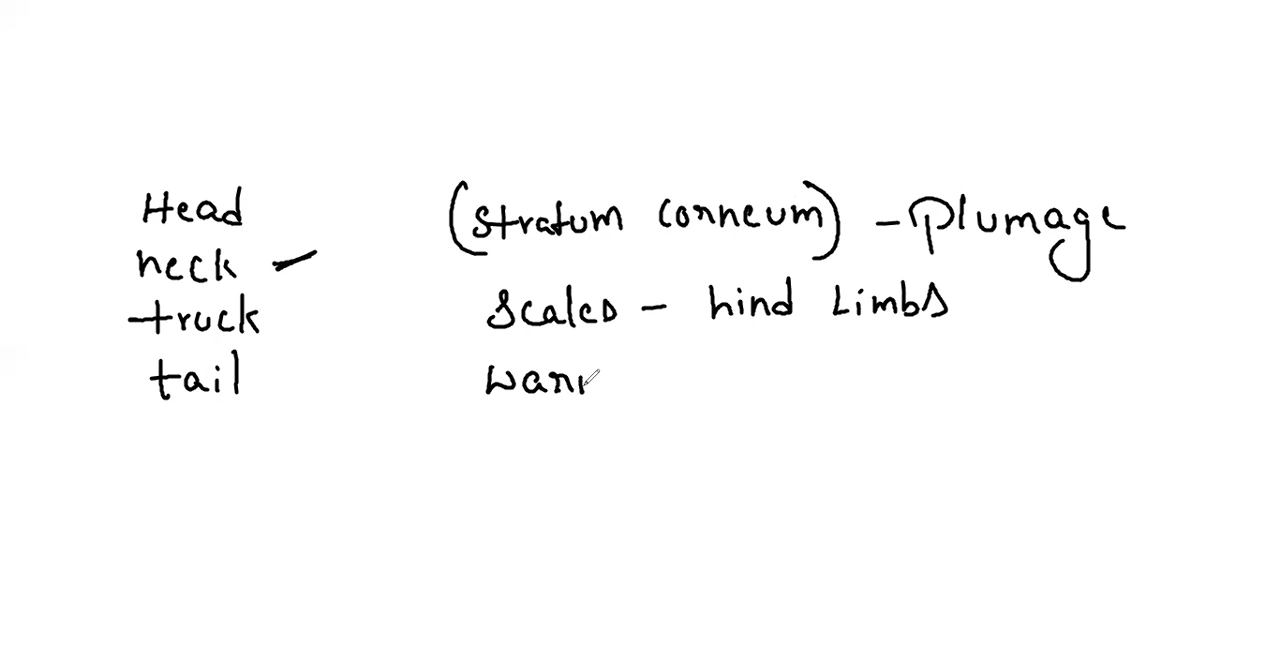 Head
neck -
truck
tail
(Stratum Corneum) - Plumage
Scales - hind Limbs